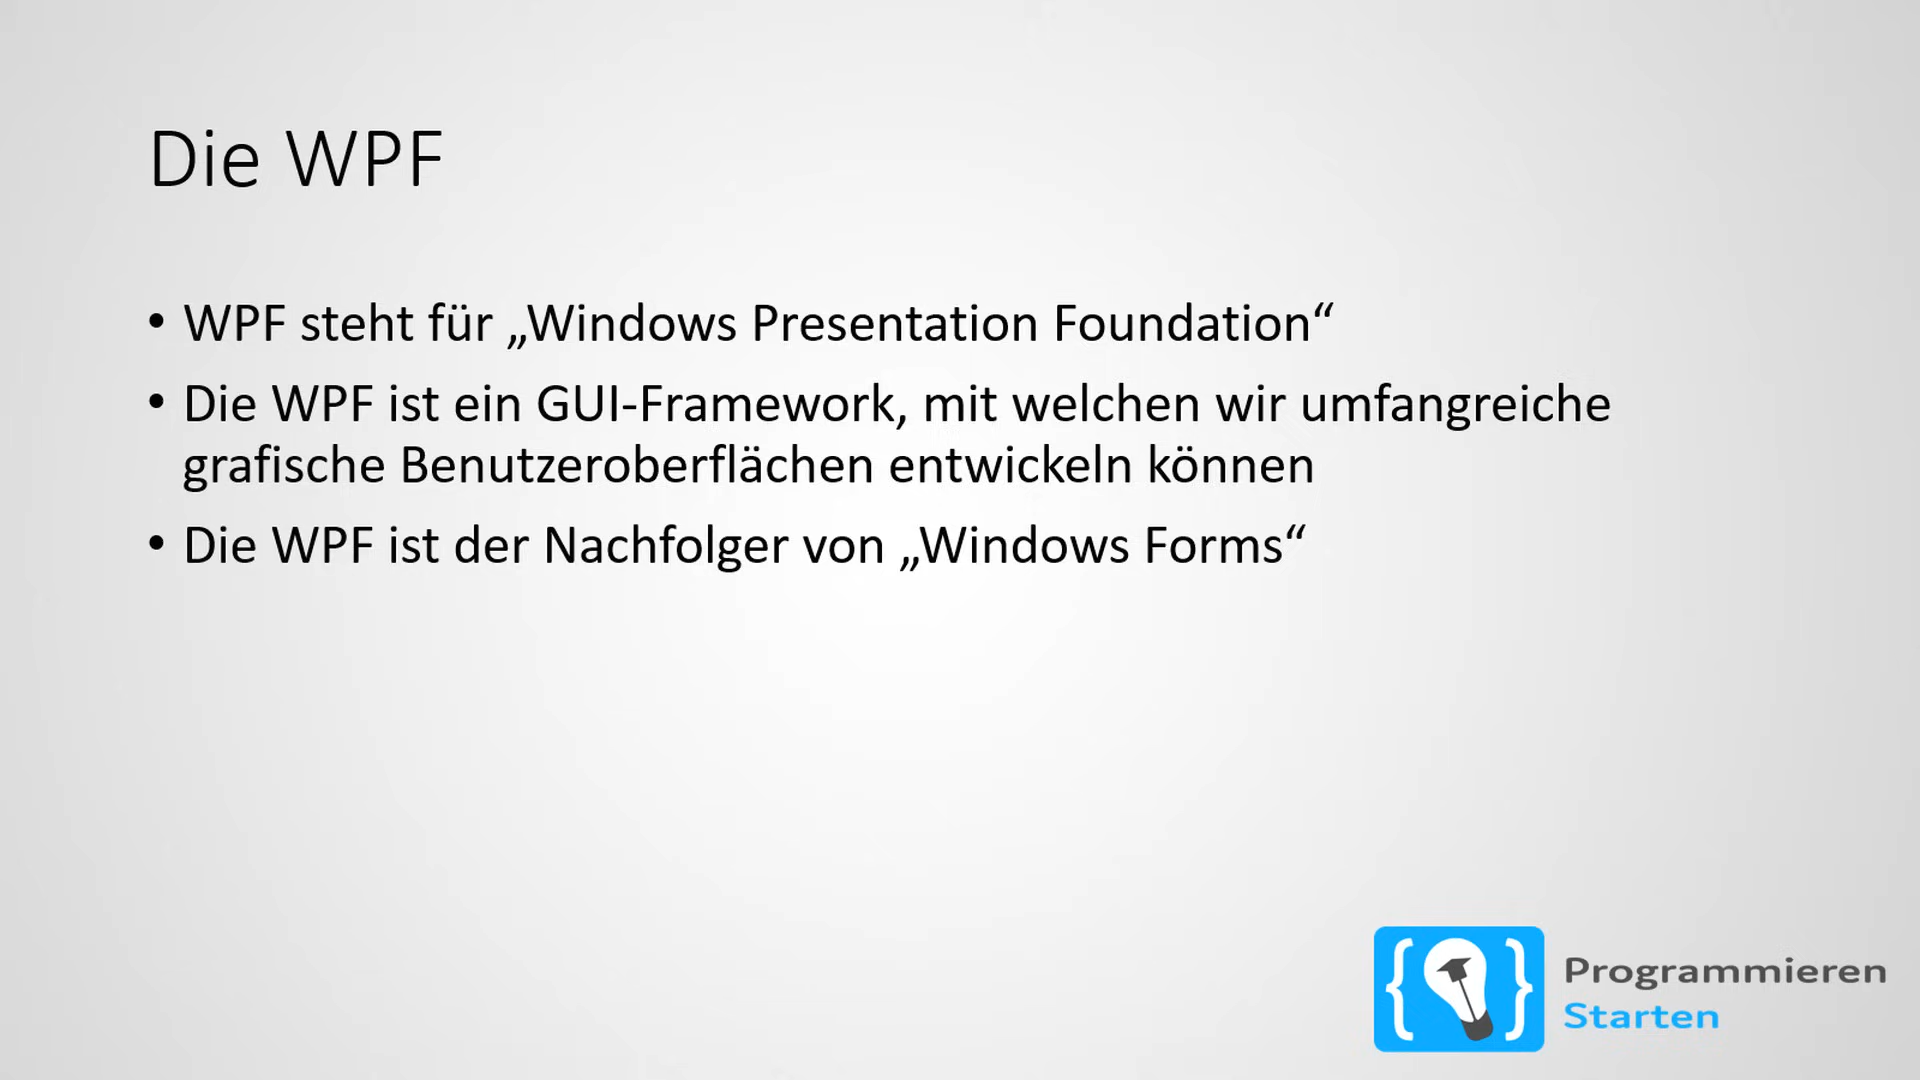 Die WPF
• WPF steht für „Windows Presentation Foundation“
• Die WPF ist ein GUI-Framework, mit welchen wir umfangreiche
grafische Benutzeroberflächen entwickeln können
• Die WPF ist der Nachfolger von „Windows Forms“
Programmieren
Starten